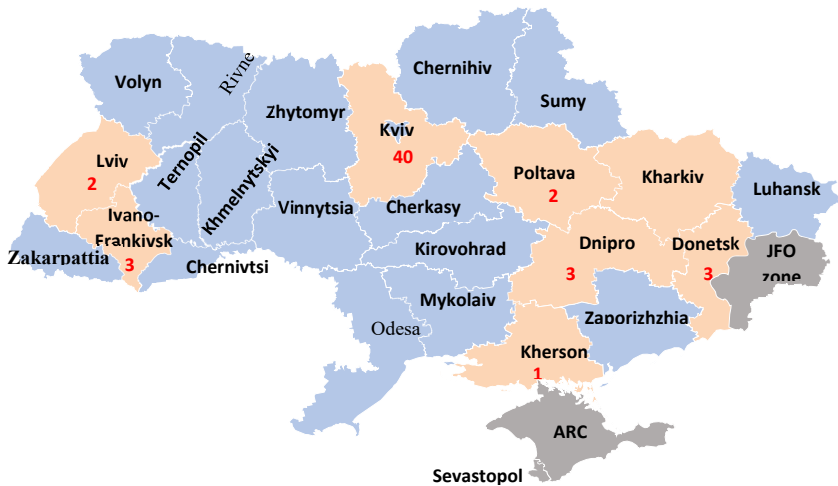 Chernihiv
Volyn
Rivne
Sumy
Zhytomyr
Kviv
40
Lviv
2
Ternopil
Khmelnytskyi
Poltava
2
Kharkiv
Luhansk
Ivano-
Frankivsk
3
Vinnytsia
Cherkasy
Zakarpattia
Chernivtsi
Kirovohrad
Dnipro
3
Donetsk
3
JFO
zone
Mykolaiv
Odesa
Zaporizhzhia
Kherson
1
ARC
Sevastopol